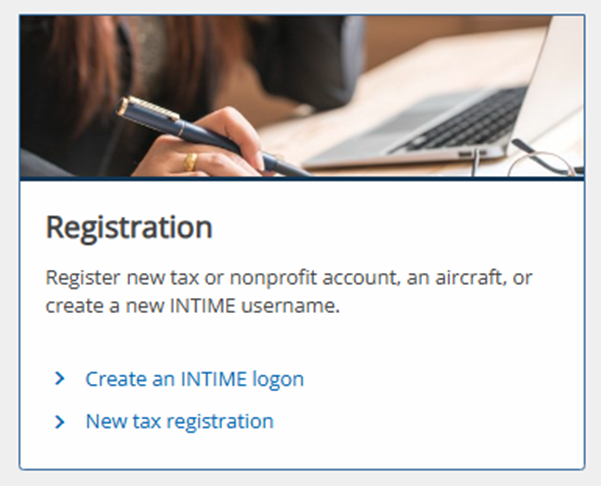 Registration
Register new tax or nonprofit account, an aircraft, or
create a new INTIME username.
Create an INTIME logon
New tax registration